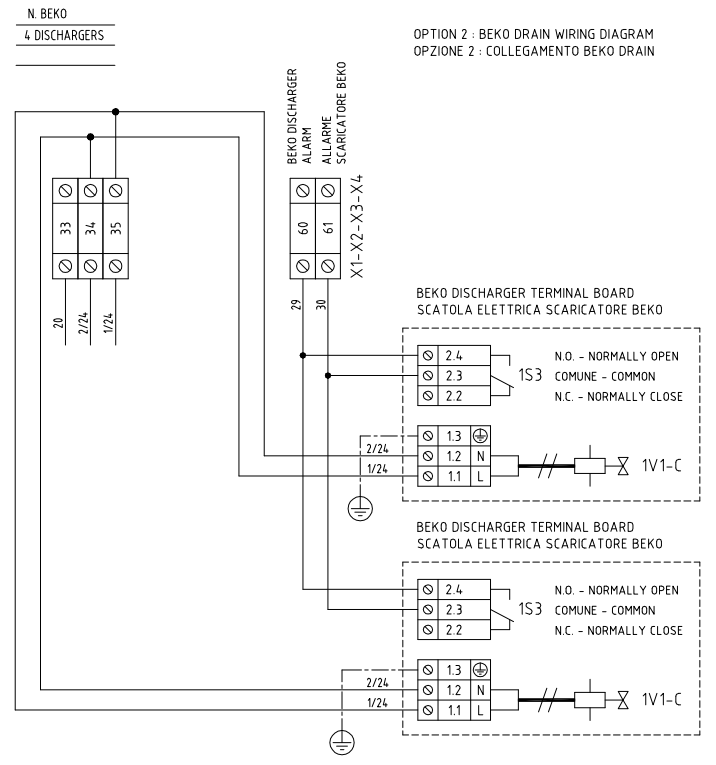 N. BEKO
4 DISCHARGERS
OPTION 2 : BEKO DRAIN WIRING DIAGRAM
OPZIONE 2 : COLLEGAMENTO BEKO DRAIN
BEKO DISCHARGER
ALARM
ALLARME
SCARICATORE BEKO
33
34
35
60
61
X1-X2-X3-X4
20
2/24
1/24
29
30
BEKO DISCHARGER TERMINAL BOARD
SCATOLA ELETTRICA SCARICATORE BEKO
2.4
N.O. - NORMALLY OPEN
2.3
1S3
COMUNE - COMMON
2.2
N.C. - NORMALLY CLOSE
1.3
2/24
1.2 N
1/24
1.1 L
1V1-C
BEKO DISCHARGER TERMINAL BOARD
SCATOLA ELETTRICA SCARICATORE BEKO
2.4
N.O. - NORMALLY OPEN
2.3
1S3
COMUNE - COMMON
2.2
N.C. - NORMALLY CLOSE
1.3
2/24
1.2 N
1/24
1.1 L
1V1-C